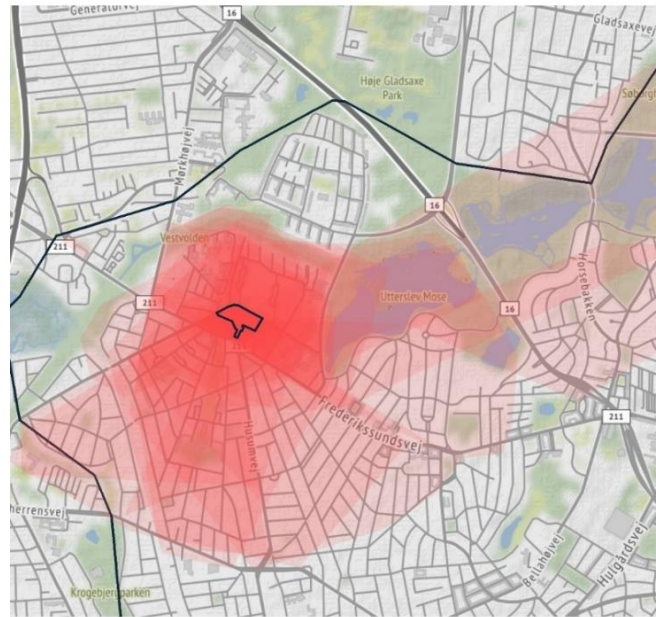 Generatorvej
16
Gladsaxevej
Høje Gladsaxe
Park
Mørkhøjvej
16
211
Vestvolden
211
Utterslev Mose
16
Horsebakken
Frederikssundsvej
Husumvej
211
herrensvej
Bellahøjvej
Hulgårdsvej
Krogebjergparken